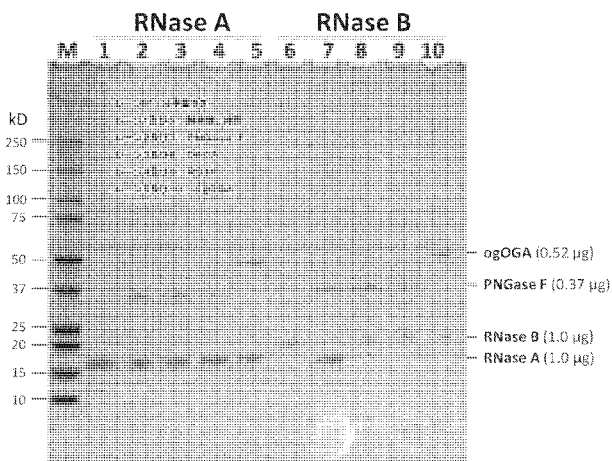 RNase A RNase B
M 1 2 3 4 5 6 7 8 9 10
kD
250
150
100
75
50
37
25
20
15
10
ogOGA (0.52 µg)
PNGase F (0.37 µg)
RNase B (1.0 µg)
RNase A (1.0 µg)